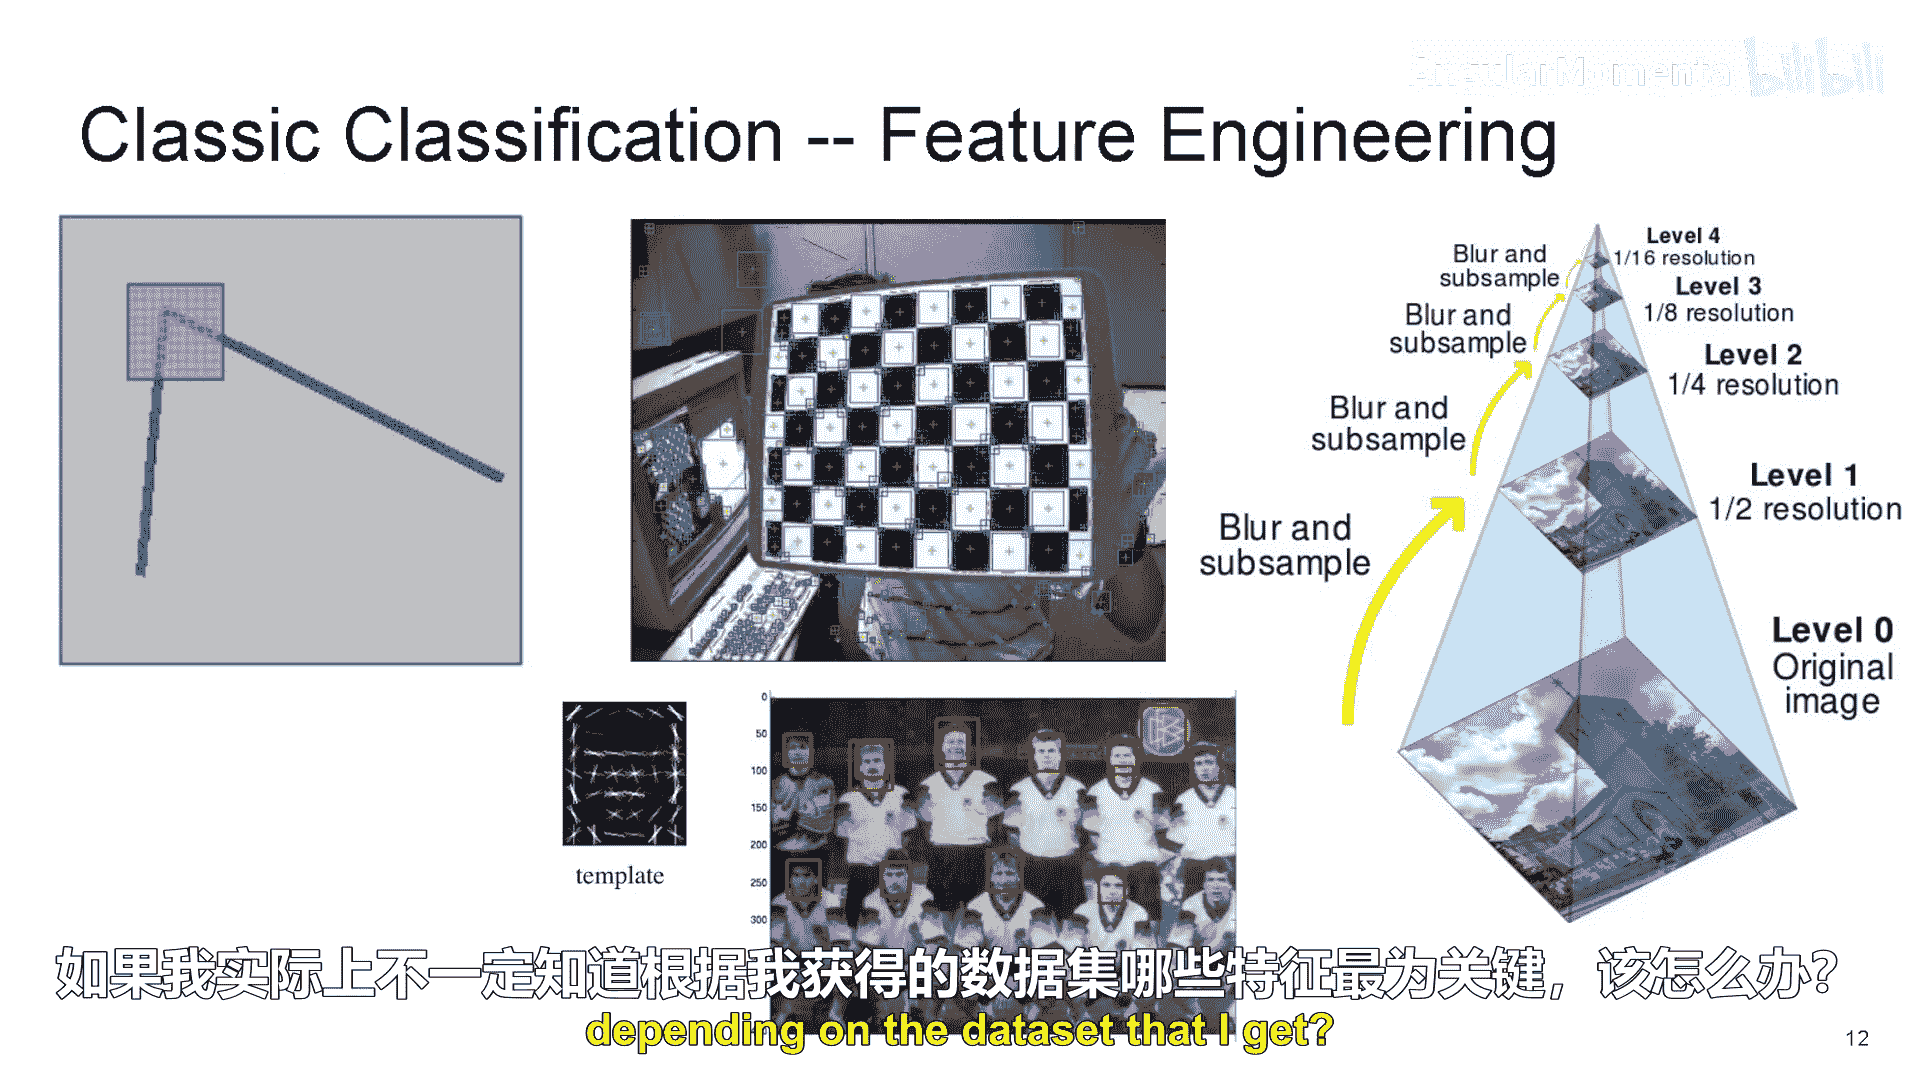 AngularMomenta bilibili
Classic Classification -- Feature Engineering
Level 4
1/16 resolution
Blur and
subsample
Level 3
1/8 resolution
Blur and
subsample
Level 2
1/4 resolution
Blur and
subsample
Level 1
1/2 resolution
Blur and
subsample
Level 0
Original
image
template
0
50
100
150
200
250
300
如果我实际上不一定知道根据我获得的数据集哪些特征最为关键，该怎么办？
depending on the dataset that I get?
12